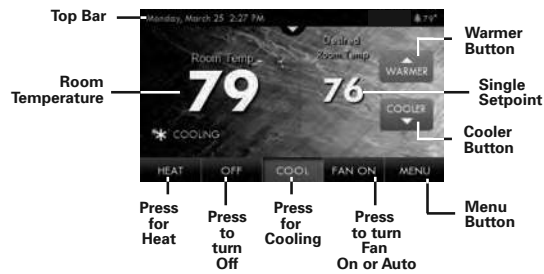 Top Bar
Monday, March 25 2:27 PM
79°
Warmer
Button
Room Temp
Desired
Room Temp
WARMER
Room
Temperature
79
76
Single
Setpoint
COOLER
COOLING
Cooler
Button
HEAT
OFF
COOL
FAN ON
MENU
Press
for
Heat
Press
to
turn
Off
Press
for
Cooling
Press
to turn
Fan
On or Auto
Menu
Button